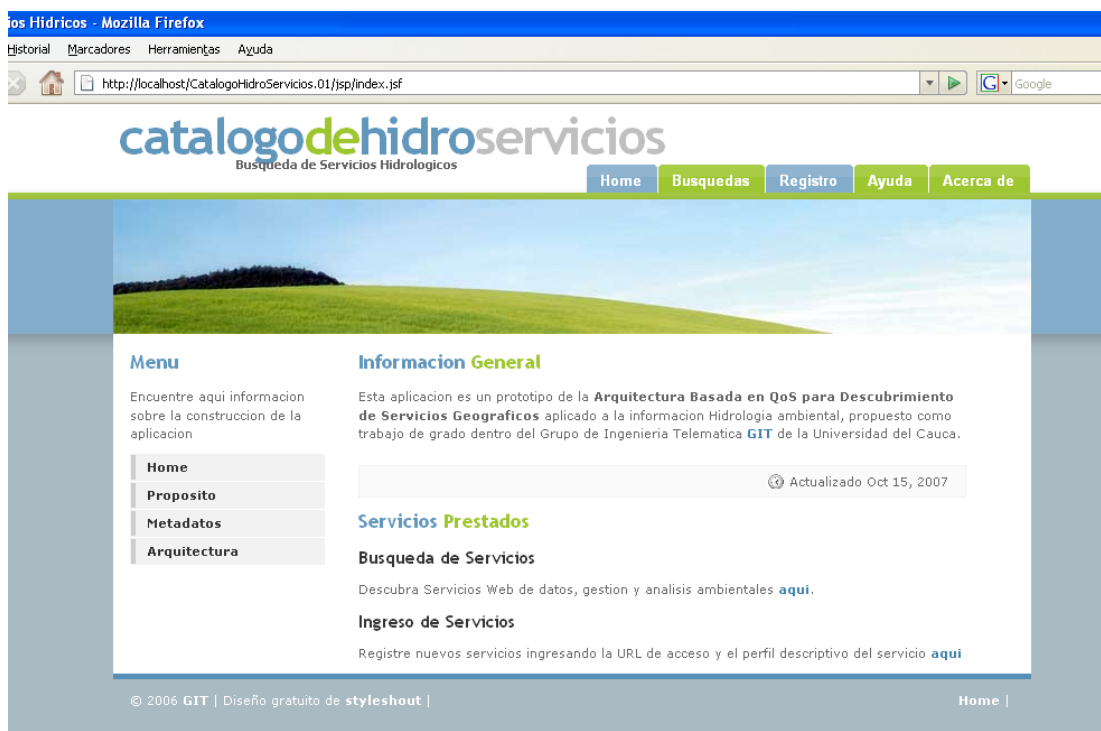 ios Hidricos - Mozilla Firefox
Historial Marcadores Herramientas Ayuda
http://localhost/CatalogoHidroServicios.01/jsp/index.jsf
G Google
catalogodehidroservicios
Busqueda de Servicios Hidrologicos
Home Busquedas Registro Ayuda Acerca de
Menu
Encuentre aqui informacion
sobre la construccion de la
aplicacion
Home
Proposito
Metadatos
Arquitectura
Informacion General
Esta aplicacion es un prototipo de la Arquitectura Basada en QoS para Descubrimiento
de Servicios Geograficos aplicado a la informacion Hidrologia ambiental, propuesto como
trabajo de grado dentro del Grupo de Ingenieria Telematica GIT de la Universidad del Cauca.
Actualizado Oct 15, 2007
Servicios Prestados
Busqueda de Servicios
Descubra Servicios Web de datos, gestion y analisis ambientales aqui.
Ingreso de Servicios
Registre nuevos servicios ingresando la URL de acceso y el perfil descriptivo del servicio aqui
© 2006 GIT | Diseño gratuito de styleshout |
Home |